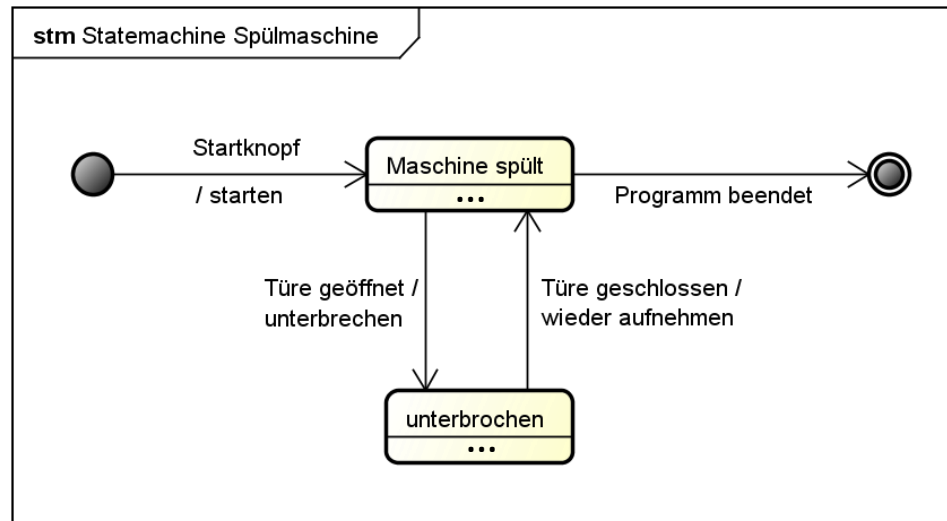 stm Statemachine Spülmaschine
Startknopf
/ starten
Maschine spült
...
Programm beendet
Türe geöffnet /
unterbrechen
Türe geschlossen /
wieder aufnehmen
unterbrochen
...